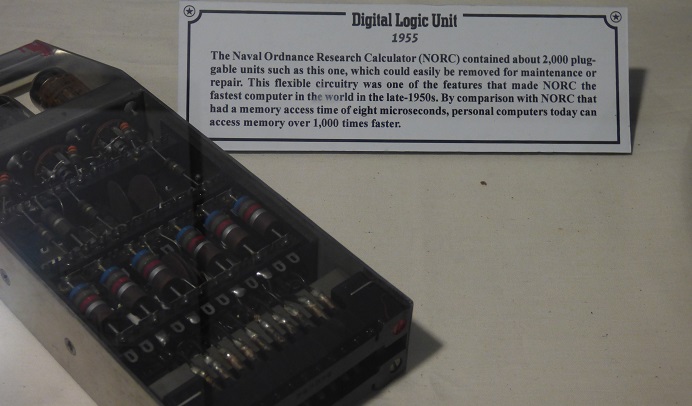 Digital Logic Unit
1955
The Naval Ordnance Research Calculator (NORC) contained about 2,000 plug-
gable units such as this one, which could easily be removed for maintenance or
repair. This flexible circuitry was one of the features that made NORC the
fastest computer in the world in the late-1950s. By comparison with NORC that
had a memory access time of eight microseconds, personal computers today can
access memory over 1,000 times faster.